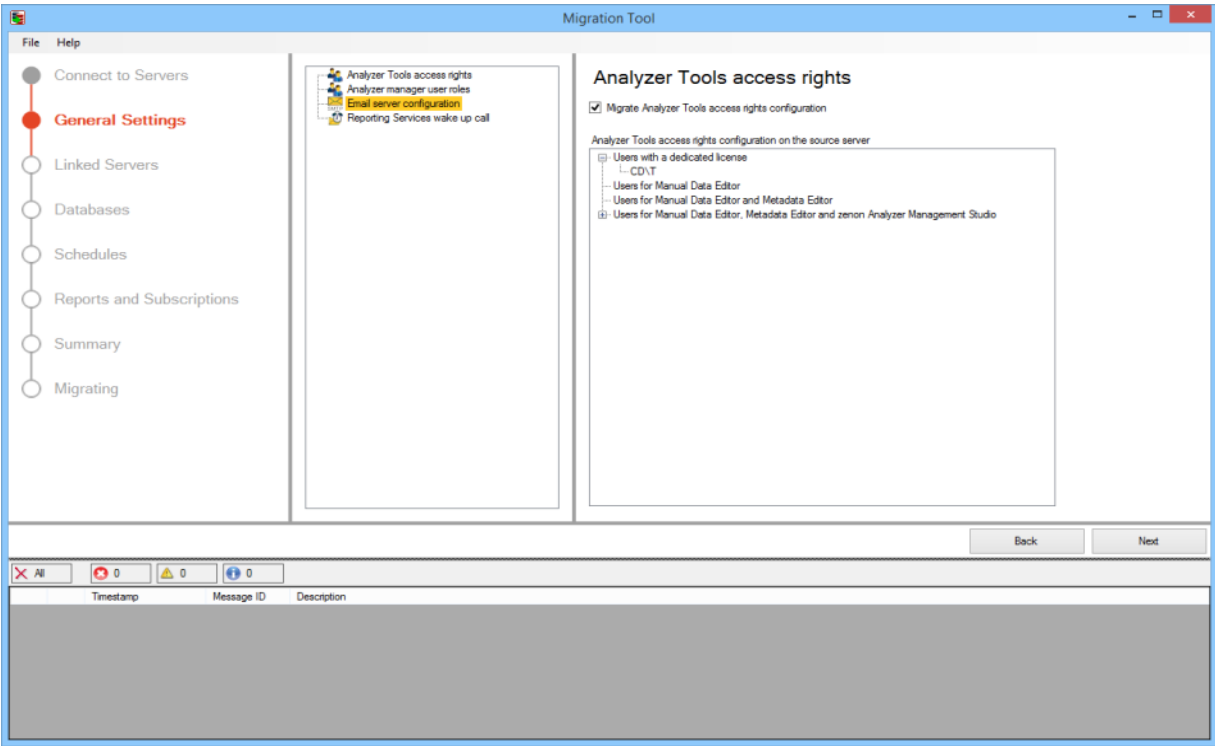 Migration Tool
File Help
Connect to Servers
General Settings
Linked Servers
Databases
Schedules
Reports and Subscriptions
Summary
Migrating
Analyzer Tools access rights
Analyzer manager user roles
Email server configuration
Reporting Services wake up call
Analyzer Tools access rights
Migrate Analyzer Tools access rights configuration
Analyzer Tools access rights configuration on the source server
Users with a dedicated license
CD\T
Users for Manual Data Editor
Users for Manual Data Editor and Metadata Editor
Users for Manual Data Editor, Metadata Editor and zenon Analyzer Management Studio
Back Next
All 0 0 0
Timestamp Message ID Description